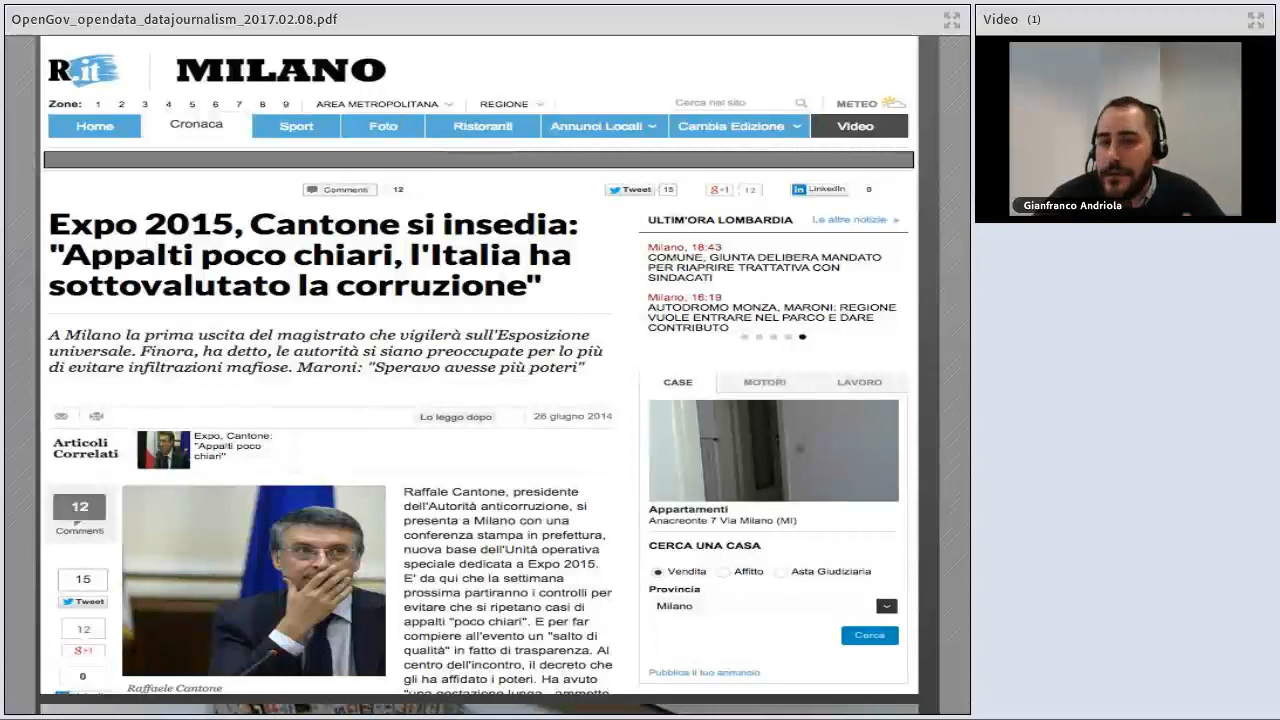 OpenGov_opendata_datajournalism_2017.02.08.pdf
Video (1)
R.it MILANO
Zone: 1 2 3 4 5 6 7 8 9 AREA METROPOLITANA REGIONE
Cerca nel sito
METEO
Home Cronaca Sport Foto Ristoranti Annunci Locali Cambia Edizione Video
Commenti 12
Tweet 15
g+1 12
LinkedIn 0
Expo 2015, Cantone si insedia:
"Appalti poco chiari, l'Italia ha
sottovalutato la corruzione"
A Milano la prima uscita del magistrato che vigilerà sull'Esposizione
universale. Finora, ha detto, le autorità si siano preoccupate per lo più
di evitare infiltrazioni mafiose. Maroni: "Speravo avesse più poteri"
Lo leggo dopo
26 giugno 2014
Articoli
Correlati
Expo, Cantone:
"Appalti poco
chiari"
12
Commenti
15
Tweet
12
g+1
0
Raffaele Cantone
Raffale Cantone, presidente
dell'Autorità anticorruzione, si
presenta a Milano con una
conferenza stampa in prefettura,
nuova base dell'Unità operativa
speciale dedicata a Expo 2015.
E' da qui che la settimana
prossima partiranno i controlli per
evitare che si ripetano casi di
appalti "poco chiari". E per far
compiere all'evento un "salto di
qualità" in fatto di trasparenza. Al
centro dell'incontro, il decreto che
gli ha affidato i poteri. Ha avuto
"una gestazione lunga - ammette
ULTIM'ORA LOMBARDIA
Le altre notizie »
Milano, 18:43
COMUNE, GIUNTA DELIBERA MANDATO
PER RIAPRIRE TRATTATIVA CON
SINDACATI
Milano, 16:19
AUTODROMO MONZA, MARONI: REGIONE
VUOLE ENTRARE NEL PARCO E DARE
CONTRIBUTO
CASE MOTORI LAVORO
Appartamenti
Anacreonte 7 Via Milano (MI)
CERCA UNA CASA
Vendita Affitto Asta Giudiziaria
Provincia
Milano
Cerca
Pubblica il tuo annuncio
Gianfranco Andriola